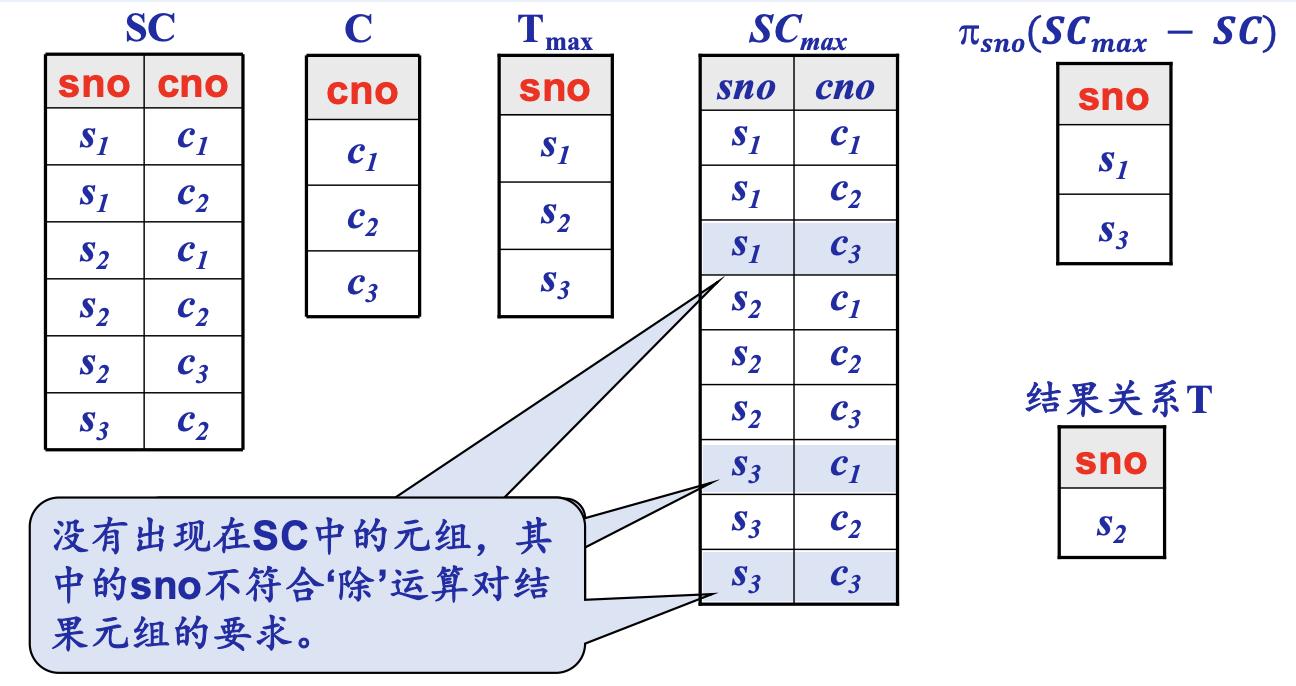 SC
sno cno
s₁ c₁
s₁ c₂
s₂ c₁
s₂ c₂
s₂ c₃
s₃ c₂
C
cno
c₁
c₂
c₃
Tmax
sno
s₁
s₂
s₃
SCmax
sno cno
s₁ c₁
s₁ c₂
s₁ c₃
s₂ c₁
s₂ c₂
s₂ c₃
s₃ c₁
s₃ c₂
s₃ c₃
πsno(SCmax − SC)
sno
s₁
s₃
结果关系T
sno
s₂
没有出现在SC中的元组，其
中的sno不符合‘除’运算对结
果元组的要求。